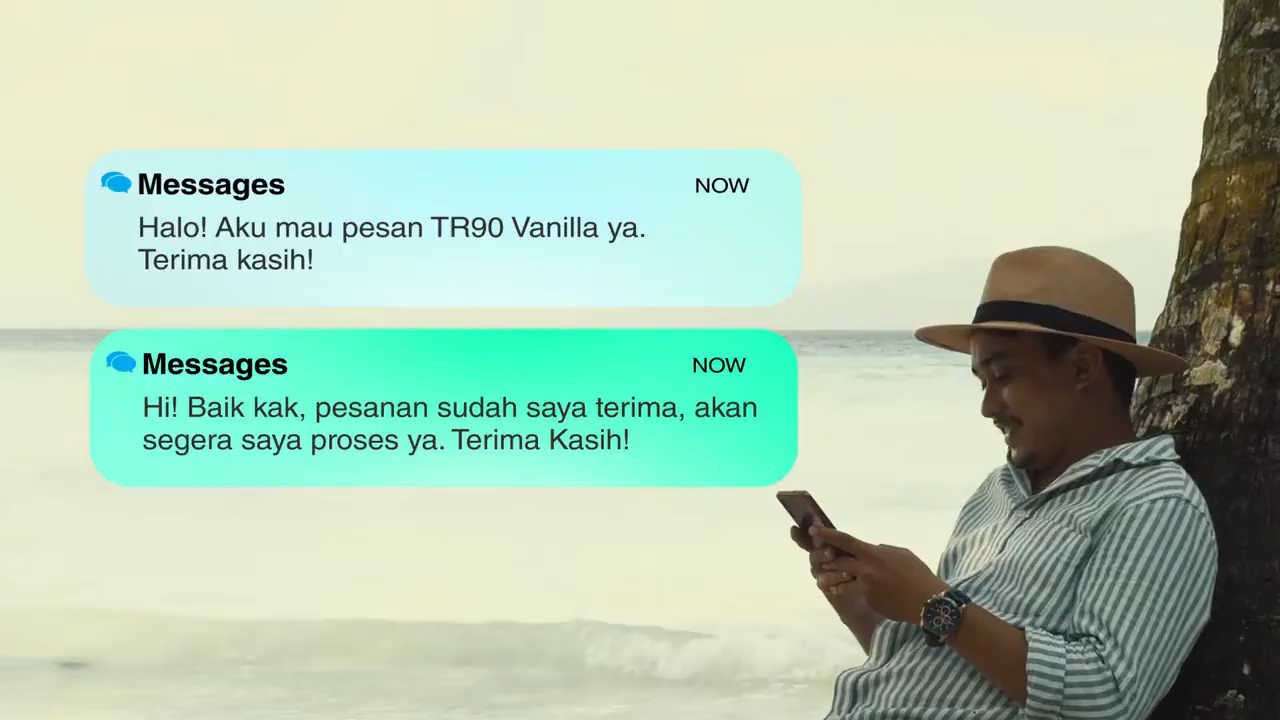 Messages NOW
Halo! Aku mau pesan TR90 Vanilla ya.
Terima kasih!
Messages NOW
Hi! Baik kak, pesanan sudah saya terima, akan
segera saya proses ya. Terima Kasih!